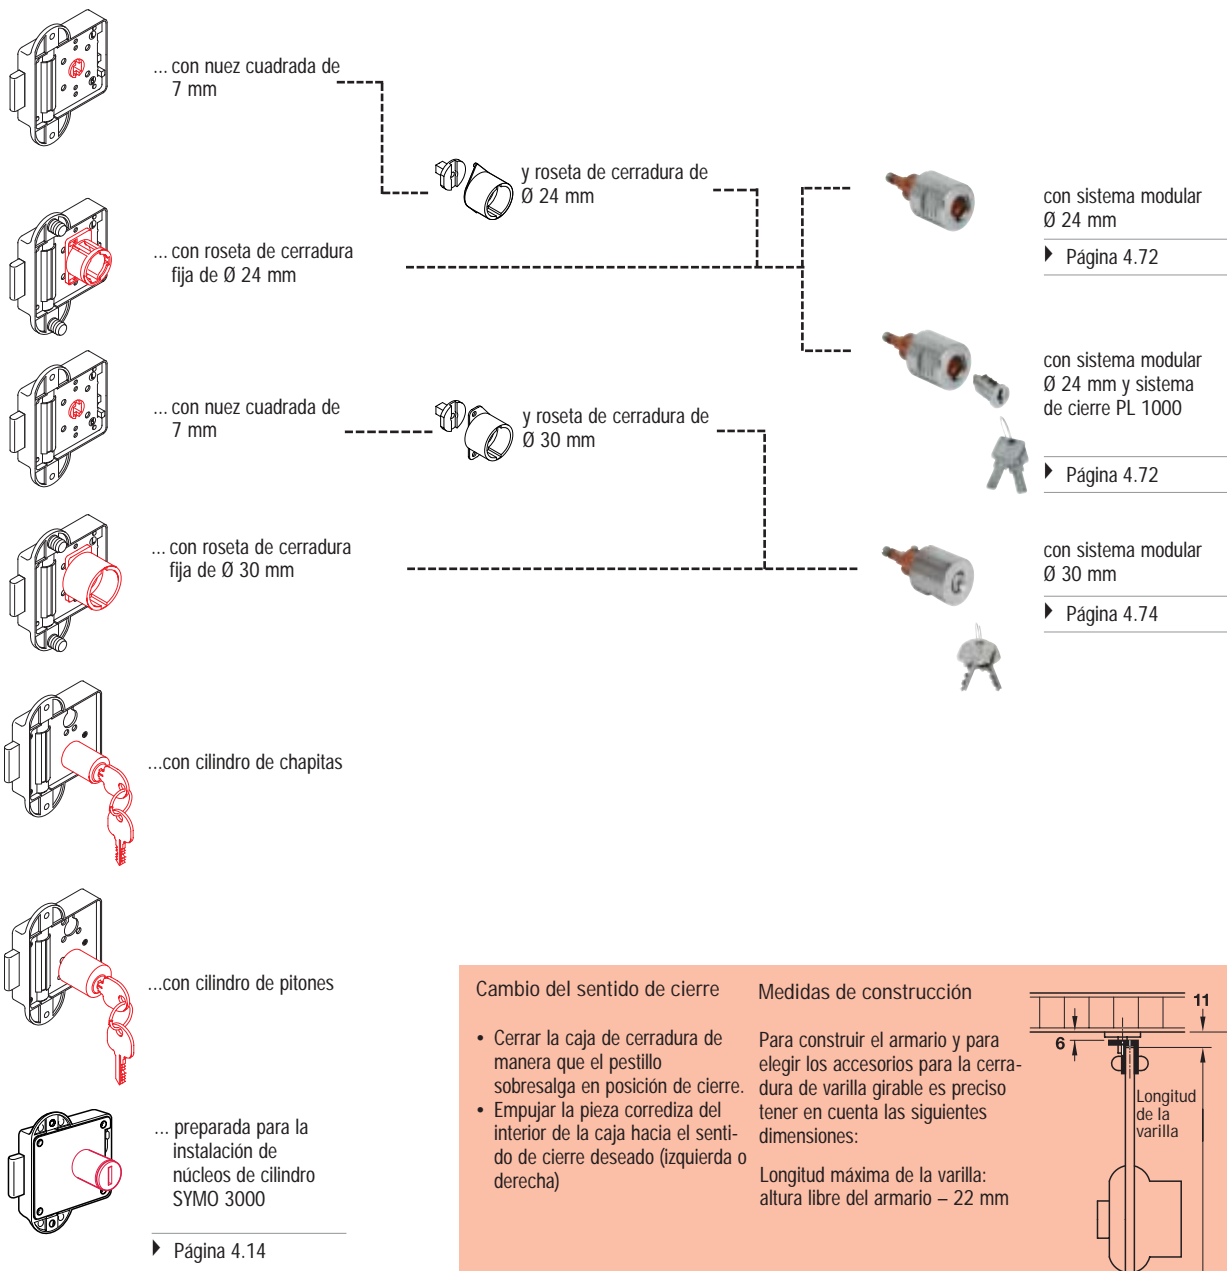 ... con nuez cuadrada de
7 mm
y roseta de cerradura de
Ø 24 mm
con sistema modular
Ø 24 mm
Página 4.72
... con roseta de cerradura
fija de Ø 24 mm
con sistema modular
Ø 24 mm y sistema
de cierre PL 1000
Página 4.72
... con nuez cuadrada de
7 mm
y roseta de cerradura de
Ø 30 mm
... con roseta de cerradura
fija de Ø 30 mm
con sistema modular
Ø 30 mm
Página 4.74
...con cilindro de chapitas
...con cilindro de pitones
... preparada para la
instalación de
núcleos de cilindro
SYMO 3000
Página 4.14
Cambio del sentido de cierre
• Cerrar la caja de cerradura de
manera que el pestillo
sobresalga en posición de cierre.
• Empujar la pieza corrediza del
interior de la caja hacia el senti-
do de cierre deseado (izquierda o
derecha)
Medidas de construcción
Para construir el armario y para
elegir los accesorios para la cerra-
dura de varilla girable es preciso
tener en cuenta las siguientes
dimensiones:
Longitud máxima de la varilla:
altura libre del armario – 22 mm
11
6
Longitud
de la
varilla